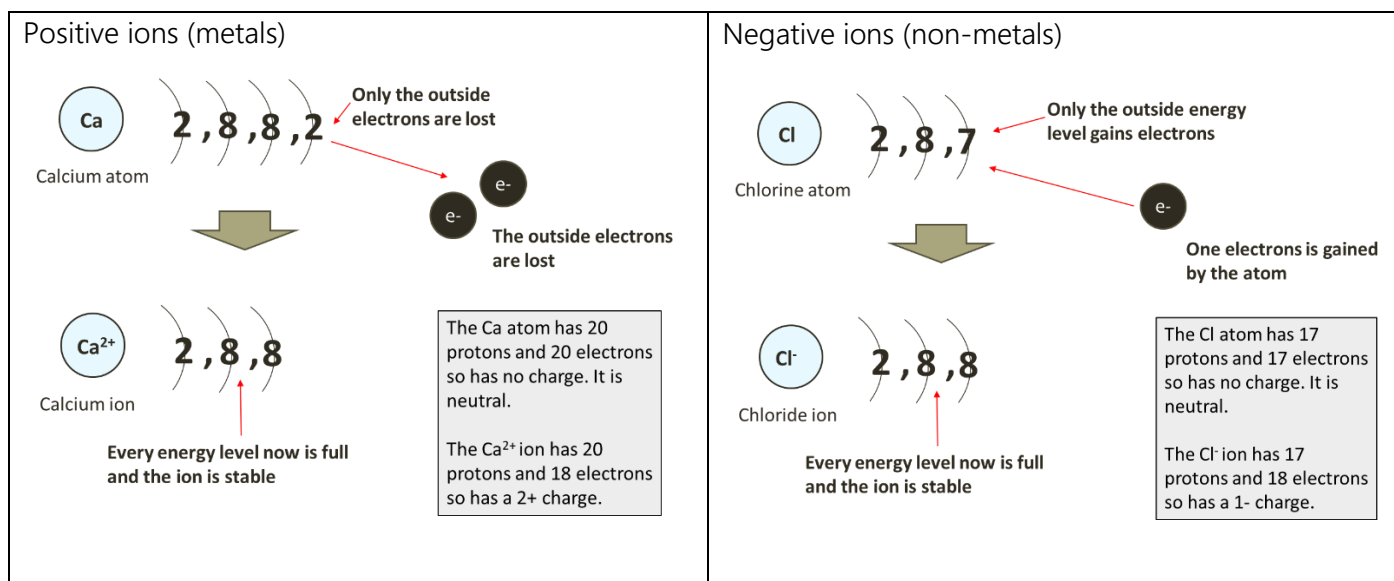 Positive ions (metals)
Ca
2 ,8 ,8 ,2
Only the outside
electrons are lost
Calcium atom
e-
e-
The outside electrons
are lost
Ca²⁺
2 ,8 ,8
Calcium ion
Every energy level now is full
and the ion is stable
The Ca atom has 20
protons and 20 electrons
so has no charge. It is
neutral.
The Ca²⁺ ion has 20
protons and 18 electrons
so has a 2+ charge.
Negative ions (non-metals)
Cl
2 ,8 ,7
Only the outside energy
level gains electrons
Chlorine atom
e-
One electrons is gained
by the atom
Cl⁻
2 ,8 ,8
Chloride ion
Every energy level now is full
and the ion is stable
The Cl atom has 17
protons and 17 electrons
so has no charge. It is
neutral.
The Cl⁻ ion has 17
protons and 18 electrons
so has a 1- charge.